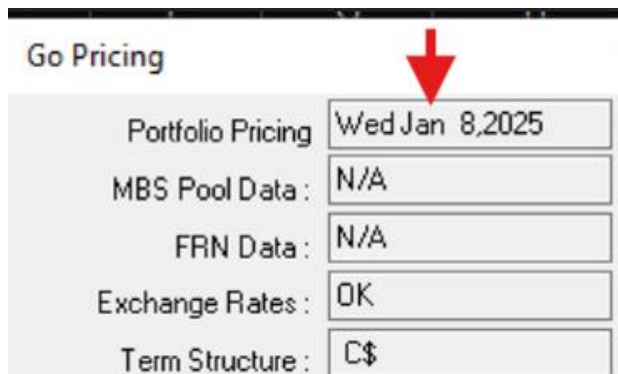 Go Pricing
Portfolio Pricing Wed Jan 8,2025
MBS Pool Data : N/A
FRN Data : N/A
Exchange Rates : OK
Term Structure : C$